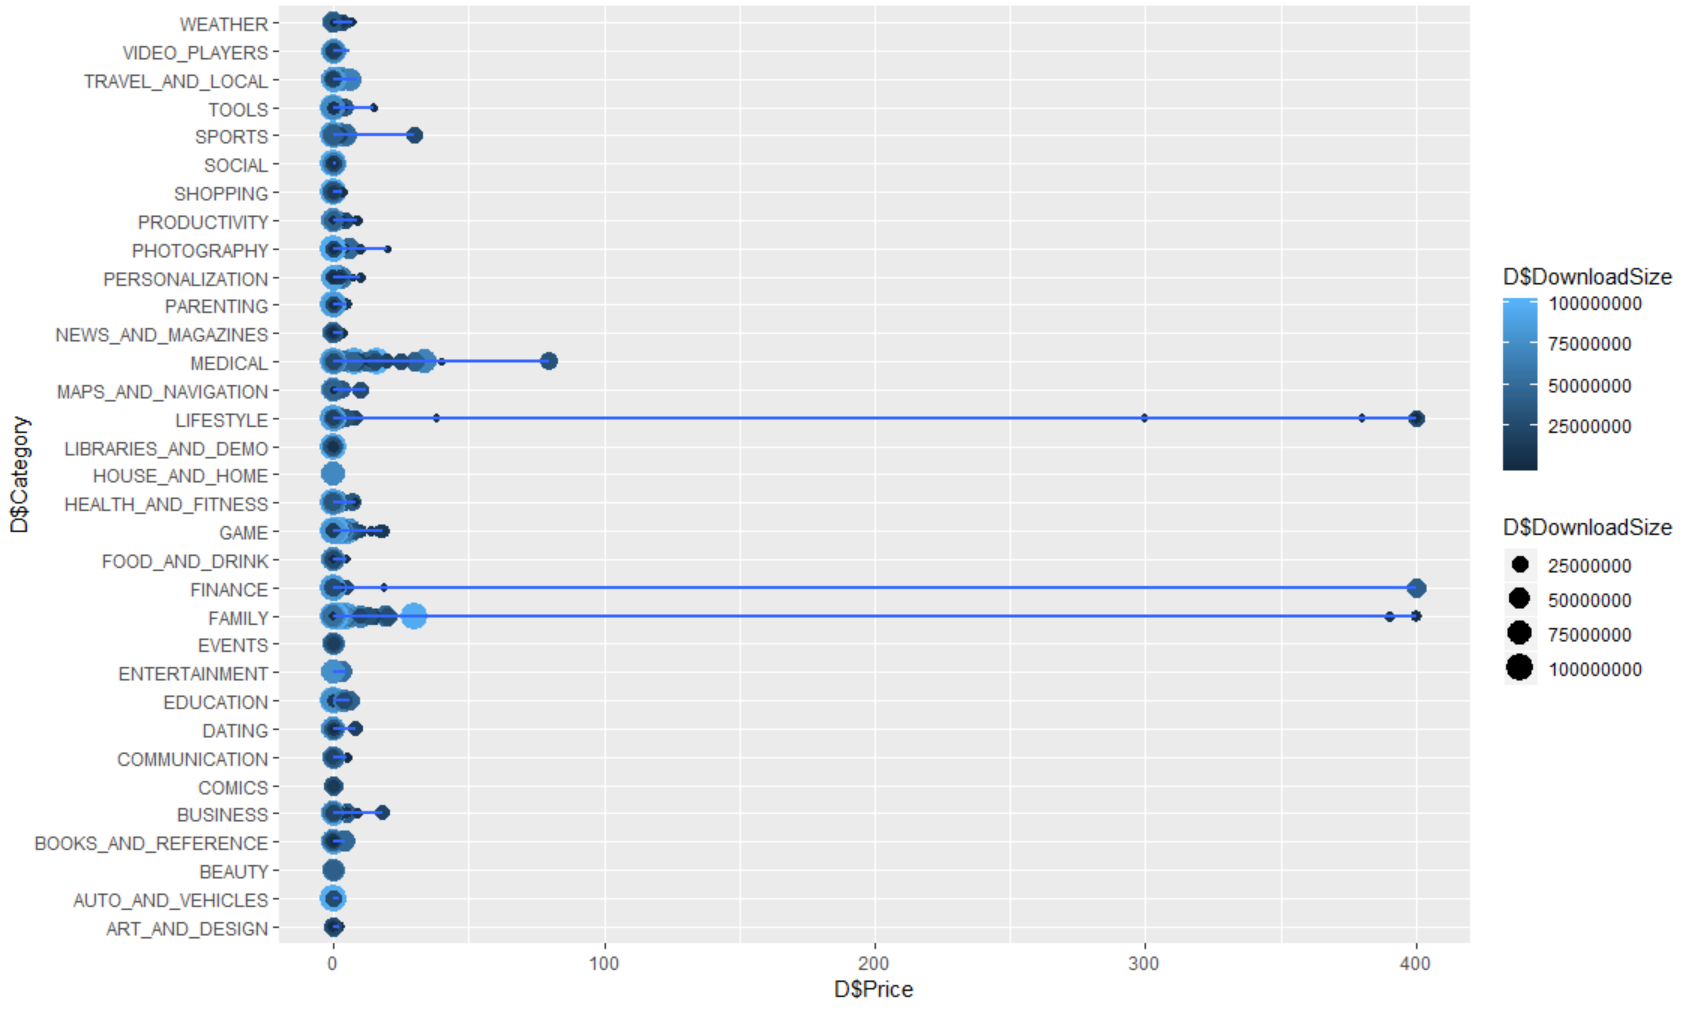 WEATHER
VIDEO_PLAYERS
TRAVEL_AND_LOCAL
TOOLS
SPORTS
SOCIAL
SHOPPING
PRODUCTIVITY
PHOTOGRAPHY
PERSONALIZATION
PARENTING
NEWS_AND_MAGAZINES
MEDICAL
MAPS_AND_NAVIGATION
LIFESTYLE
LIBRARIES_AND_DEMO
HOUSE_AND_HOME
HEALTH_AND_FITNESS
GAME
FOOD_AND_DRINK
FINANCE
FAMILY
EVENTS
ENTERTAINMENT
EDUCATION
DATING
COMMUNICATION
COMICS
BUSINESS
BOOKS_AND_REFERENCE
BEAUTY
AUTO_AND_VEHICLES
ART_AND_DESIGN
D$Category
0 100 200 300 400
D$Price
D$DownloadSize
100000000
75000000
50000000
25000000
D$DownloadSize
25000000
50000000
75000000
100000000